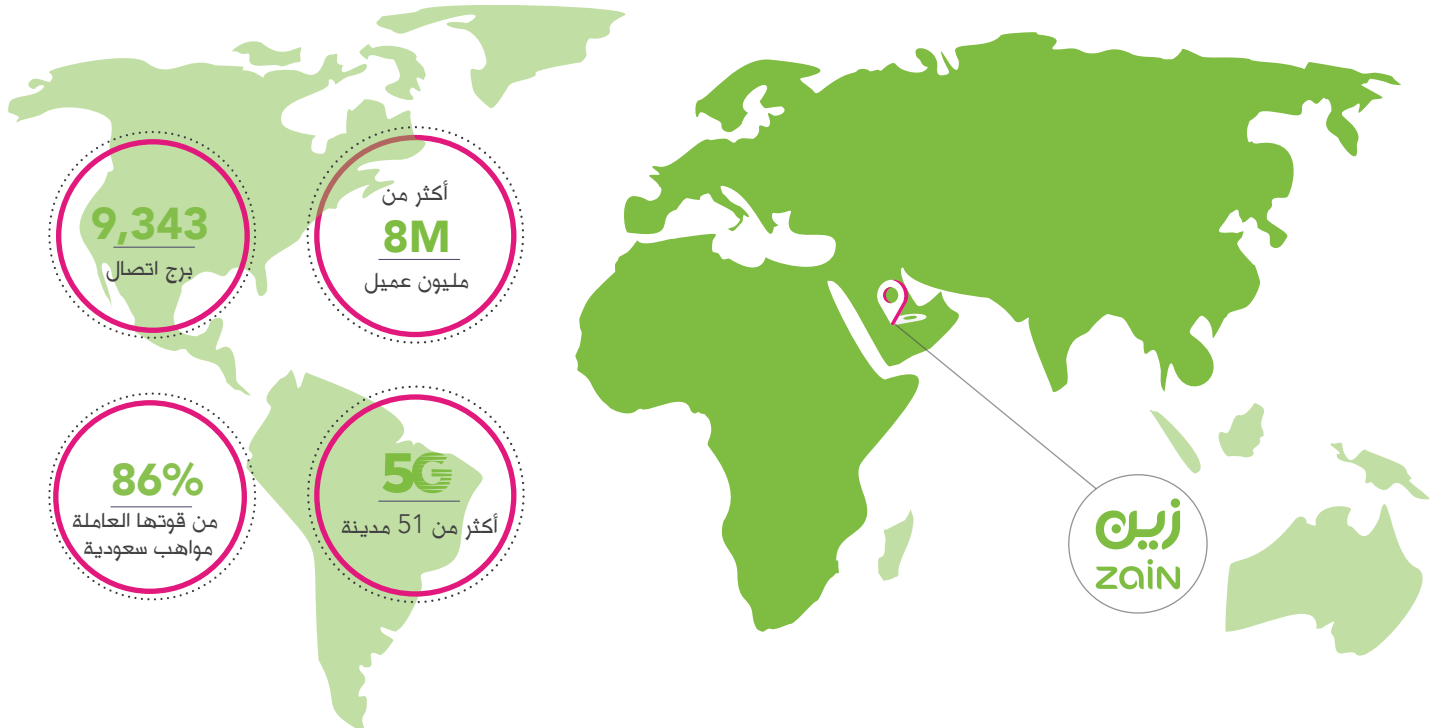 9,343
برج اتصال
أكثر من
8M
مليون عميل
86%
من قوتها العاملة
مواهب سعودية
5G
أكثر من 51 مدينة
زين
zain